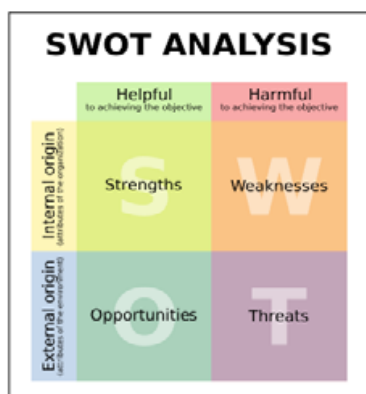 SWOT ANALYSIS
Helpful
to achieving the objective
Harmful
to achieving the objective
Internal origin
(attributes of the organization)
S
Strengths
W
Weaknesses
External origin
(attributes of the environment)
O
Opportunities
T
Threats